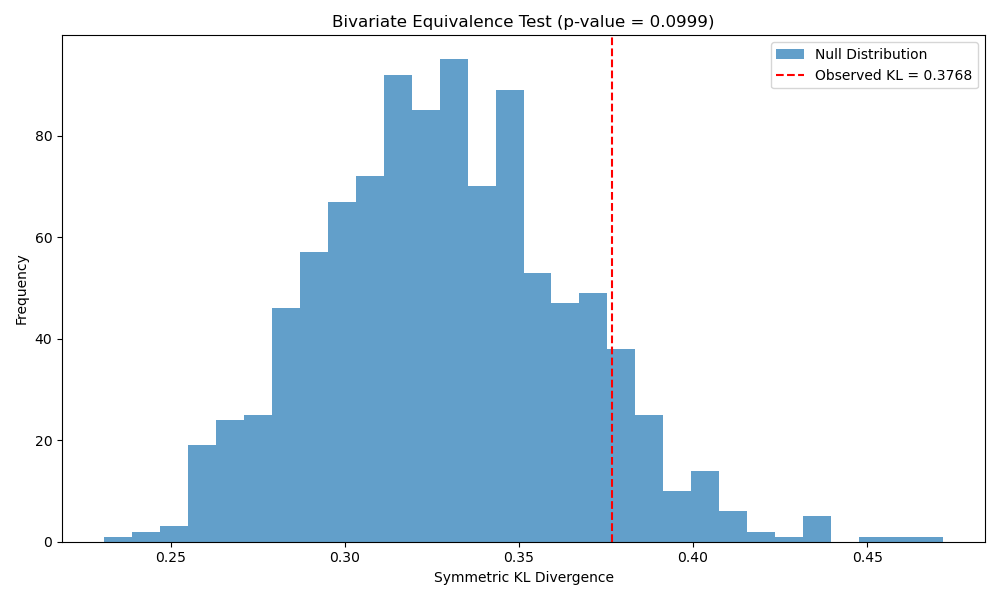 Bivariate Equivalence Test (p-value = 0.0999)
Null Distribution
Observed KL = 0.3768
Frequency
80
60
40
20
0
0.25
0.30
0.35
0.40
0.45
Symmetric KL Divergence